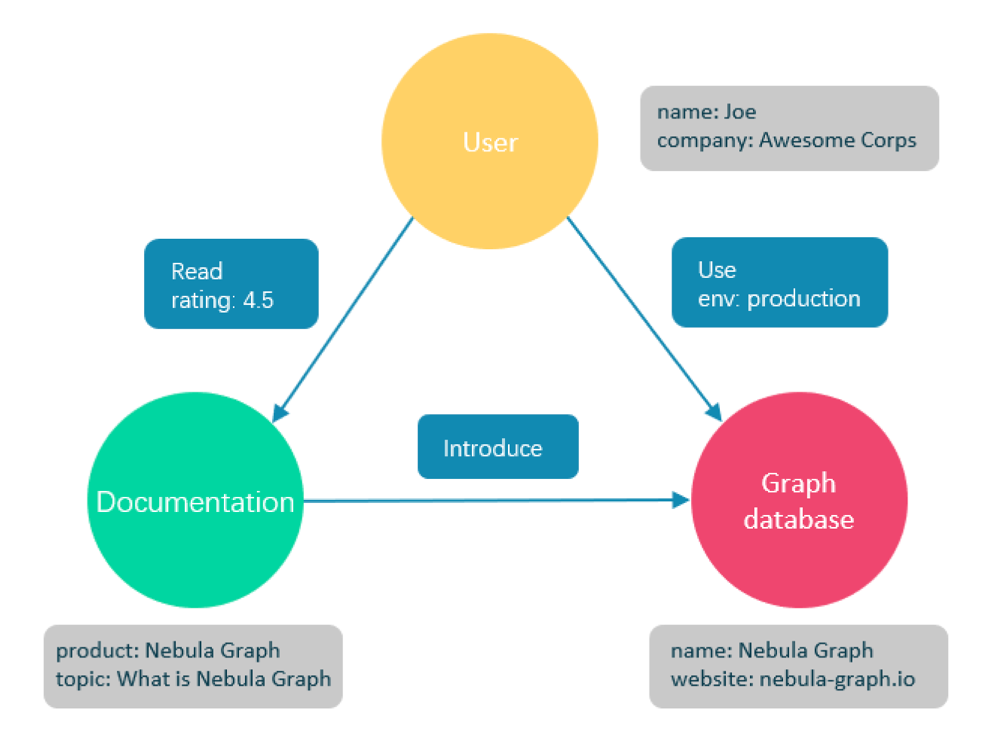 User
name: Joe
company: Awesome Corps
Read
rating: 4.5
Use
env: production
Introduce
Documentation
Graph
database
product: Nebula Graph
topic: What is Nebula Graph
name: Nebula Graph
website: nebula-graph.io